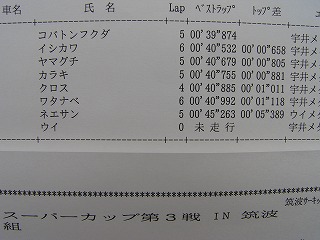 車名 氏 名 Lap ﾍﾞｽﾄﾗｯﾌﾟ ﾄｯﾌﾟ差
コバトンフクダ 5 00'39"874 宇井メ
イシカワ 6 00'40"532 00'00"658 宇井メ
ヤマグチ 5 00'40"679 00'00"805 宇井メ
カラキ 5 00'40"755 00'00"881 宇井メ
クロス 4 00'40"885 00'01"011 宇井メ
ワタナベ 6 00'40"992 00'01"118 宇井メタ
ネエサン 5 00'45"263 00'05"389 ウイメタ
ウイ 0 未 走 行 宇井メタ
筑波ｻｰｷｯ
スーパーカップ第３戦 IN 筑波
組